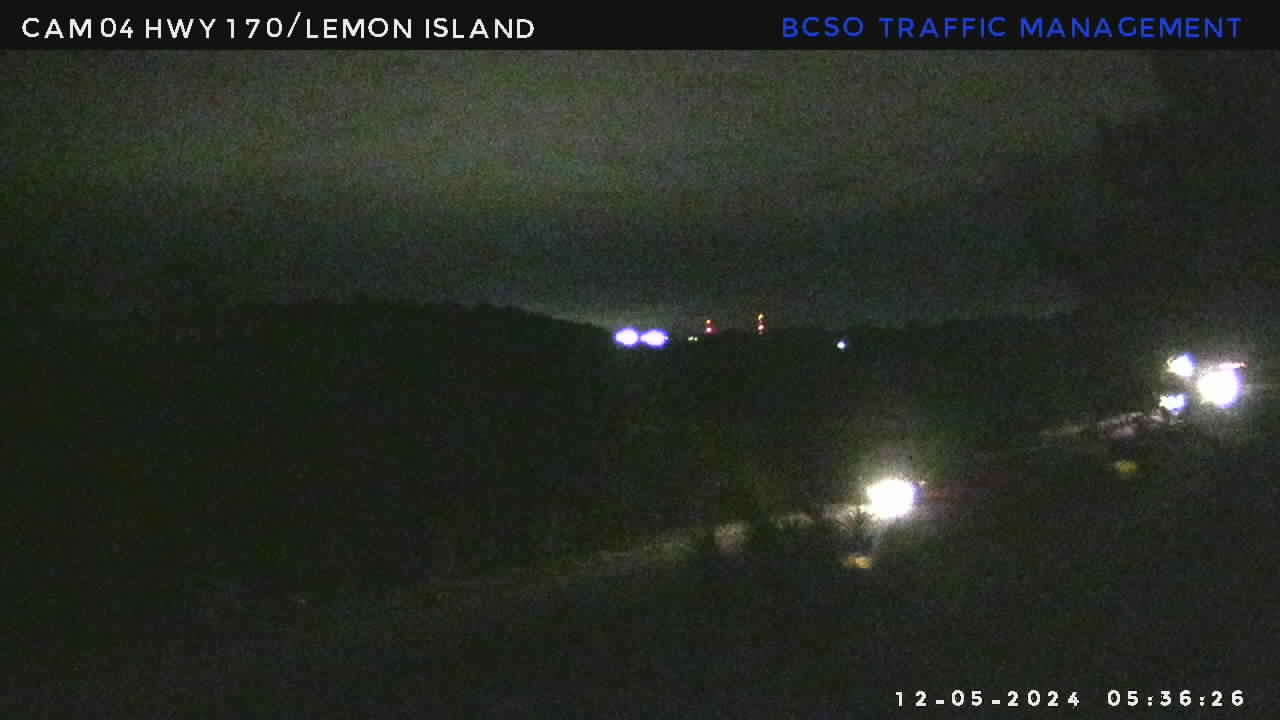 CAM04 HWY 170/LEMON ISLAND
BCSO TRAFFIC MANAGEMENT
12-05-2024 05:36:26